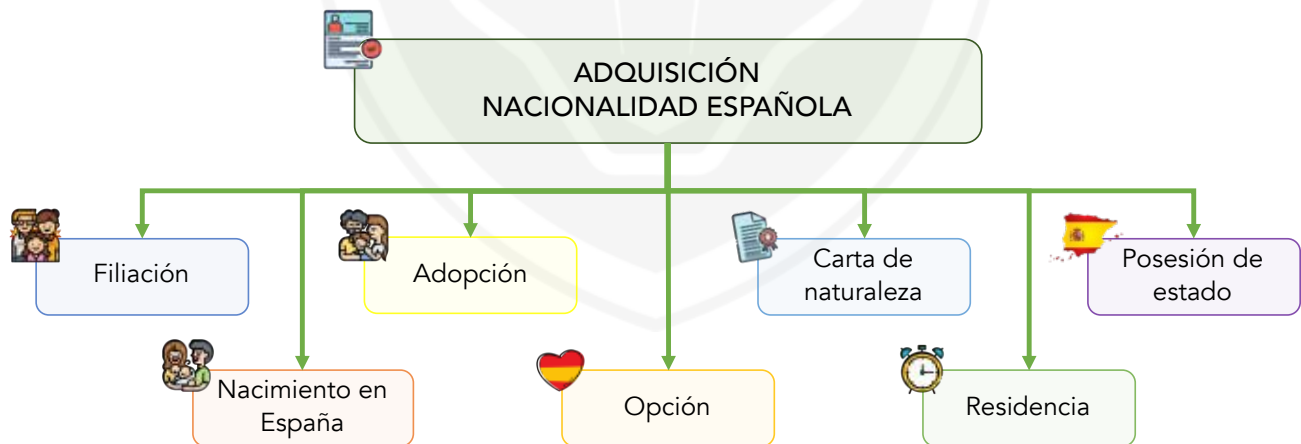 ADQUISICIÓN
NACIONALIDAD ESPAÑOLA
Filiación
Adopción
Carta de
naturaleza
Posesión de
estado
Nacimiento en
España
Opción
Residencia